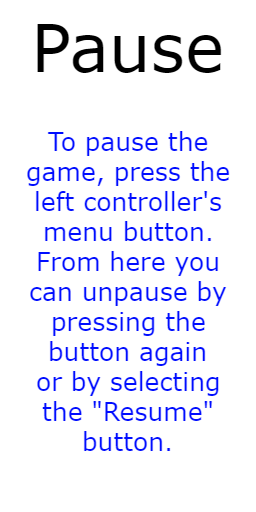 Pause
To pause the
game, press the
left controller's
menu button.
From here you
can unpause by
pressing the
button again
or by selecting
the "Resume"
button.